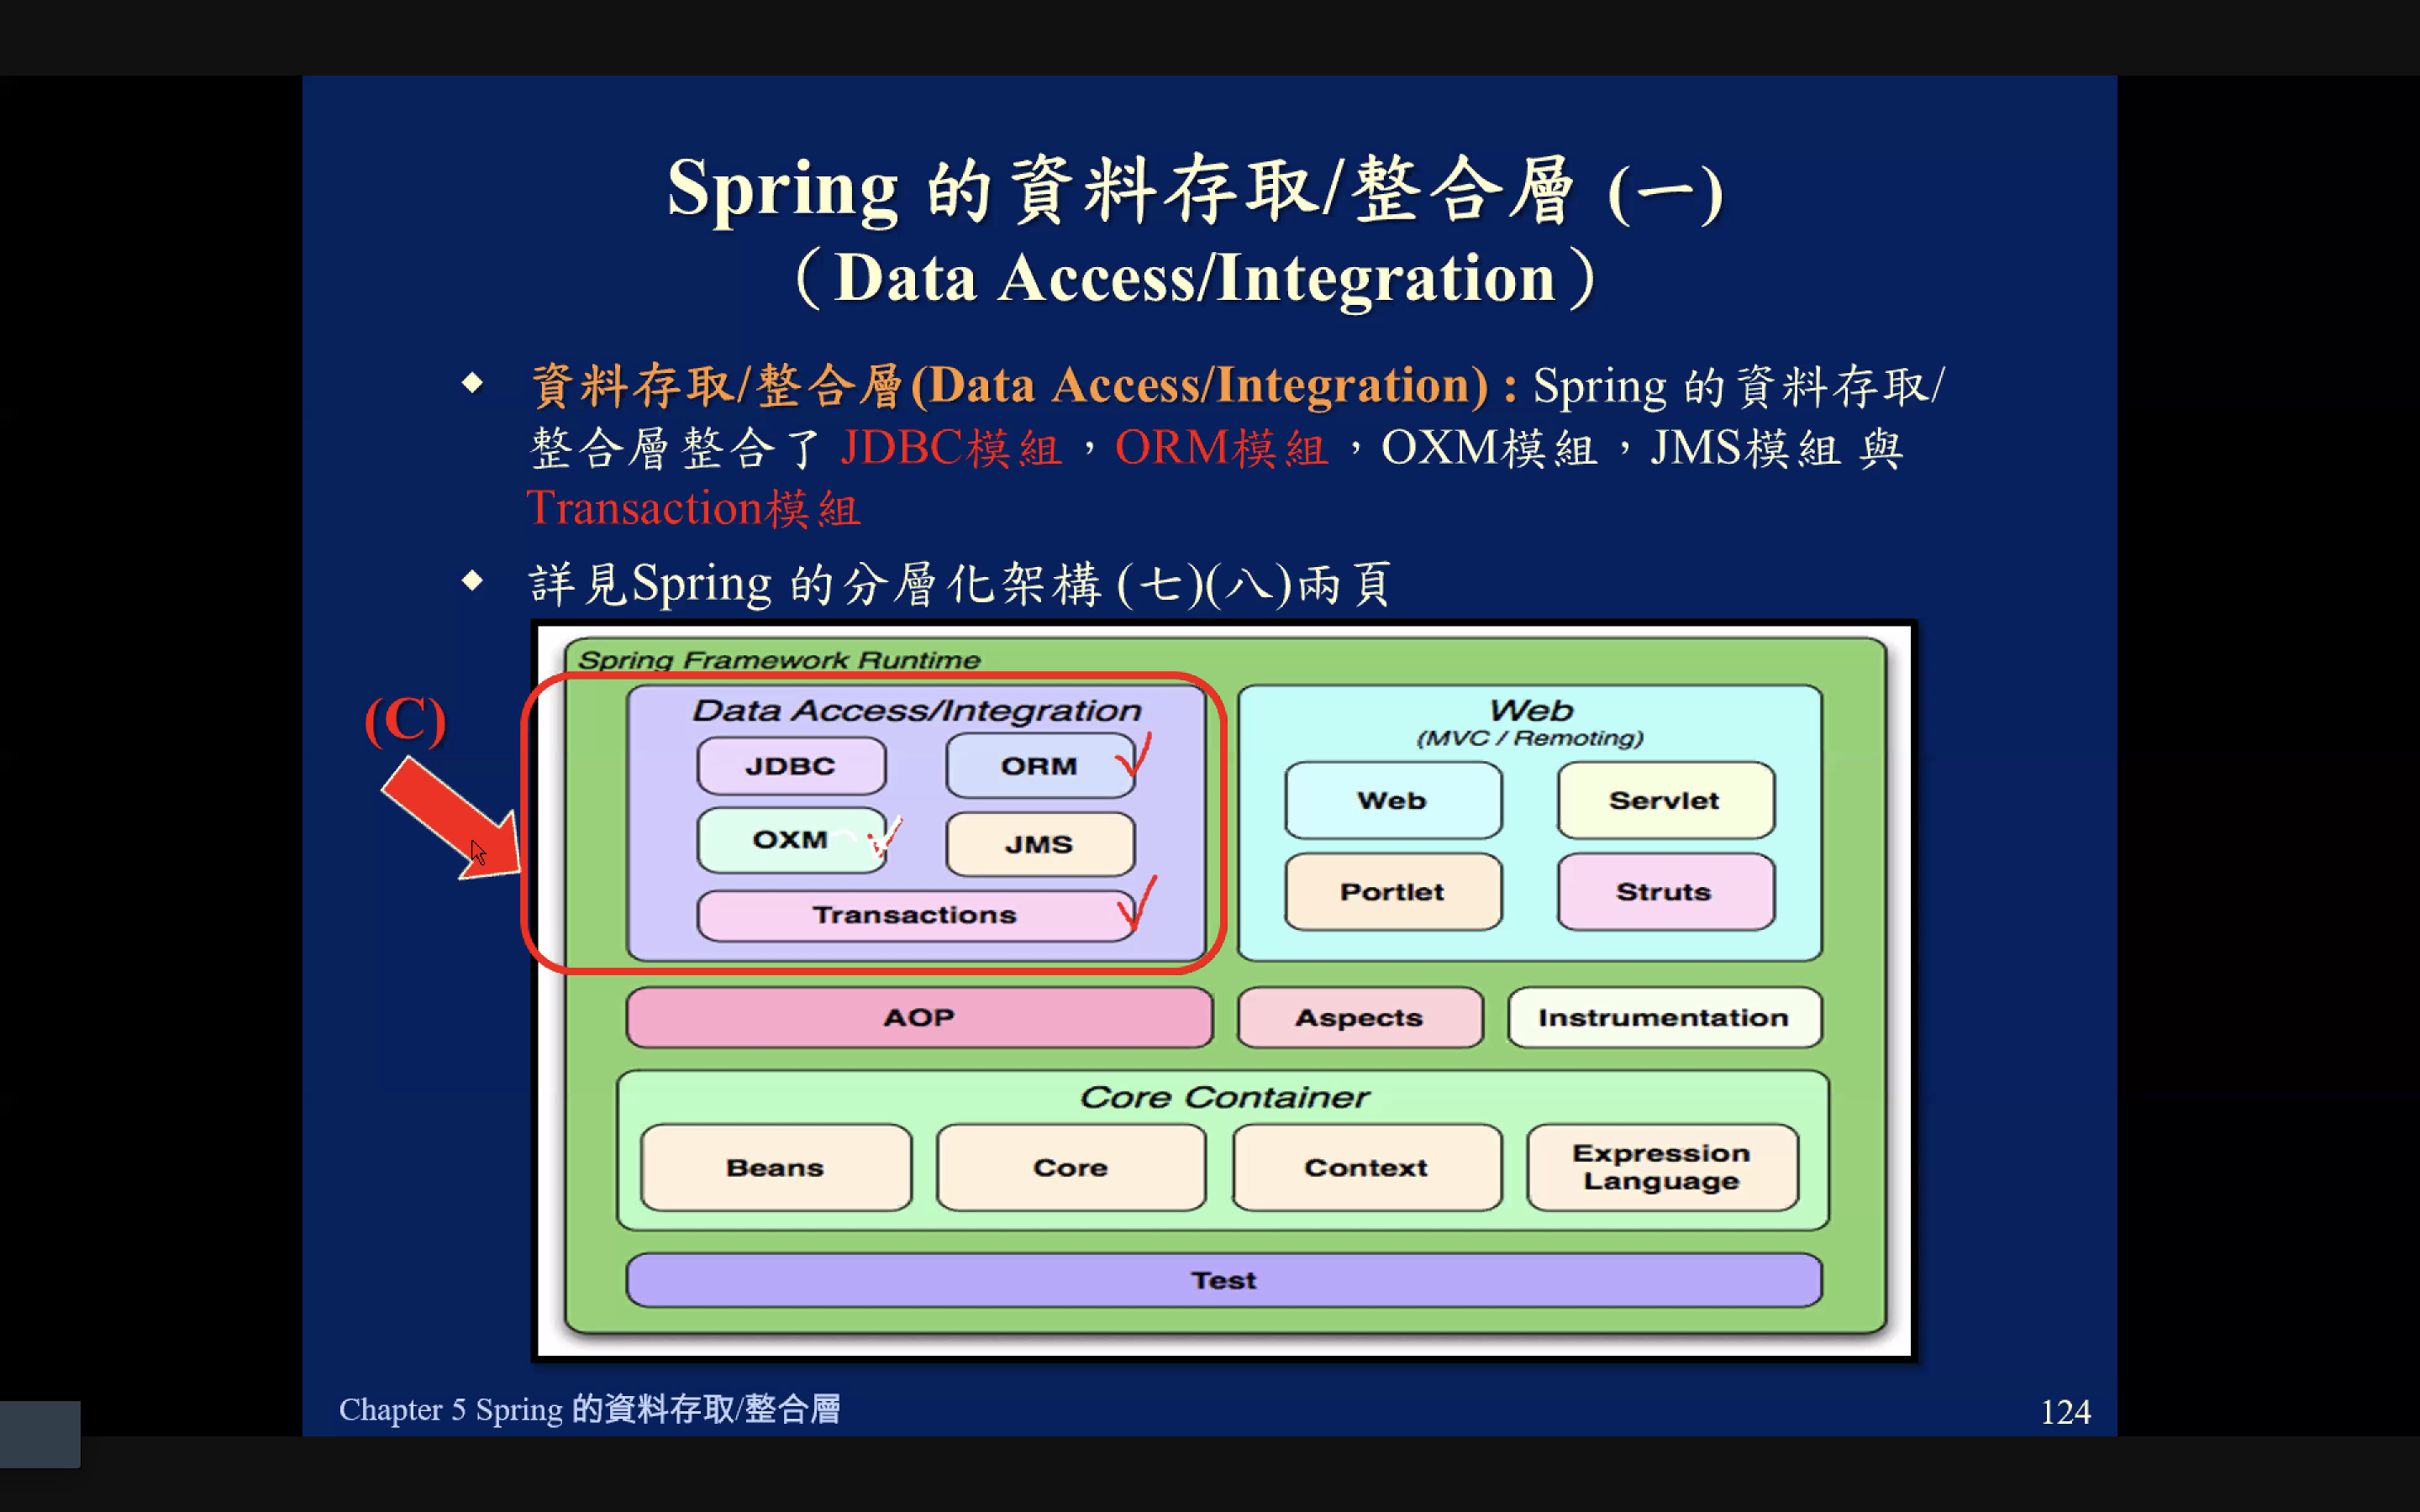 Spring 的資料存取/整合層 (一)
（Data Access/Integration）
資料存取/整合層(Data Access/Integration) : Spring 的資料存取/
整合層整合了 JDBC模組，ORM模組，OXM模組，JMS模組 與
Transaction模組
詳見Spring 的分層化架構 (七)(八)兩頁
(C)
Spring Framework Runtime
Data Access/Integration
JDBC
ORM
OXM
JMS
Transactions
Web
(MVC / Remoting)
Web
Servlet
Portlet
Struts
AOP
Aspects
Instrumentation
Core Container
Beans
Core
Context
Expression
Language
Test
Chapter 5 Spring 的資料存取/整合層
124